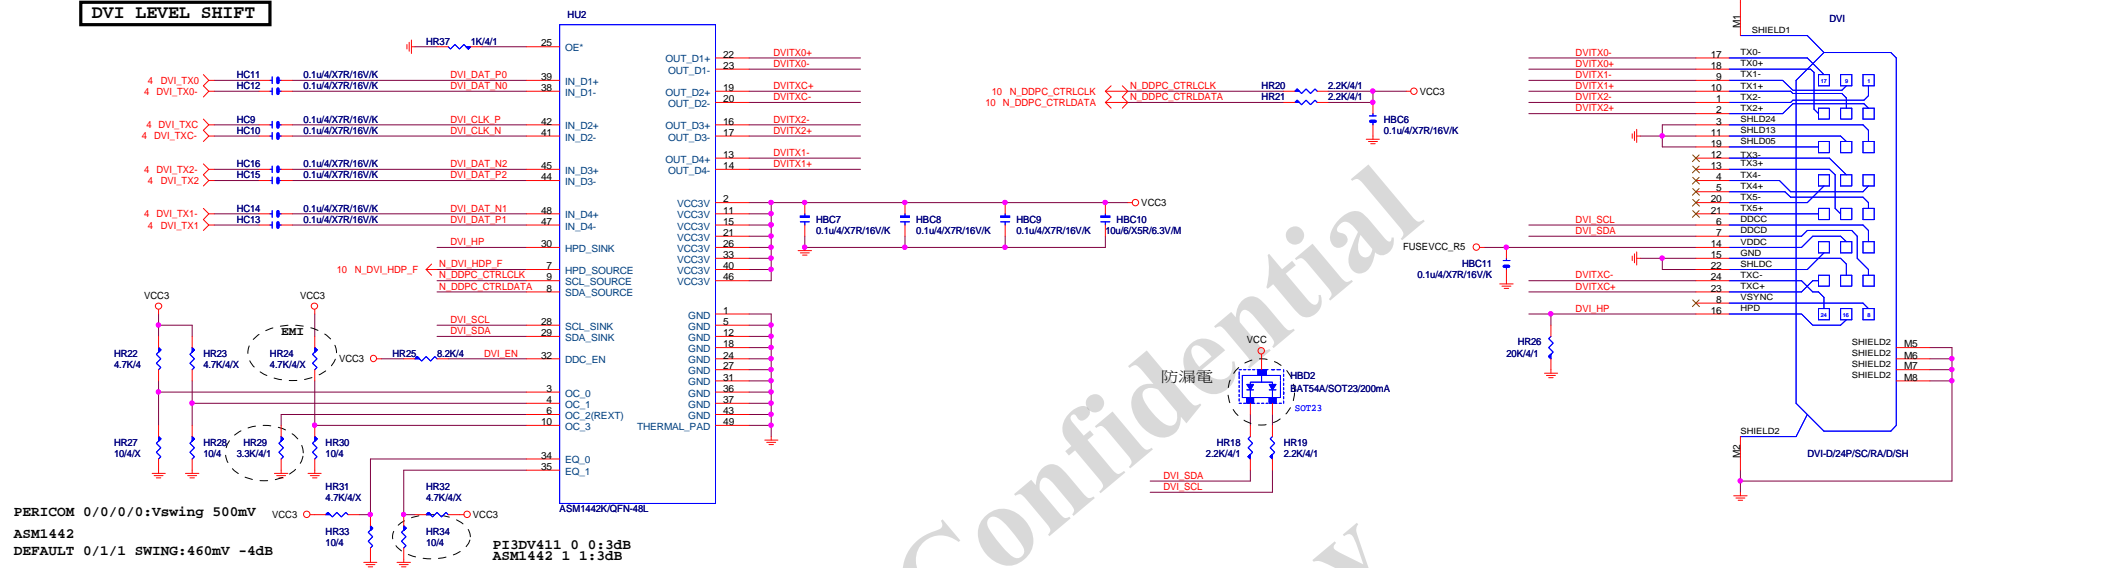 DVI LEVEL SHIFT
HU2
HR37 1K/4/1 25 OE*
4 DVI_TX0 HC11 0.1u/4/X7R/16V/K DVI_DAT_P0 39 IN_D1+
4 DVI_TX0- HC12 0.1u/4/X7R/16V/K DVI_DAT_N0 38 IN_D1-
4 DVI_TXC HC9 0.1u/4/X7R/16V/K DVI_CLK_P 42 IN_D2+
4 DVI_TXC- HC10 0.1u/4/X7R/16V/K DVI_CLK_N 41 IN_D2-
4 DVI_TX2- HC16 0.1u/4/X7R/16V/K DVI_DAT_N2 45 IN_D3+
4 DVI_TX2 HC15 0.1u/4/X7R/16V/K DVI_DAT_P2 44 IN_D3-
4 DVI_TX1- HC14 0.1u/4/X7R/16V/K DVI_DAT_N1 48 IN_D4+
4 DVI_TX1 HC13 0.1u/4/X7R/16V/K DVI_DAT_P1 47 IN_D4-
DVI_HP 30 HPD_SINK
10 N_DVI_HDP_F N_DVI_HDP_F 7 HPD_SOURCE
N_DDPC_CTRLCLK 9 SCL_SOURCE
N_DDPC_CTRLDATA 8 SDA_SOURCE
DVI_SCL 28 SCL_SINK
DVI_SDA 29 SDA_SINK
VCC3 HR25 8.2K/4 DVI_EN 32 DDC_EN
3 OC_0
4 OC_1
6 OC_2(REXT)
10 OC_3
34 EQ_0
35 EQ_1
VCC3 VCC3
EMI
HR22 4.7K/4
HR23 4.7K/4/X
HR24 4.7K/4/X
HR27 10/4/X
HR28 10/4
HR29 3.3K/4/1
HR30 10/4
HR31 4.7K/4/X
HR32 4.7K/4/X
VCC3 VCC3
HR33 10/4
HR34 10/4
PERICOM 0/0/0/0:Vswing 500mV
ASM1442
DEFAULT 0/1/1 SWING:460mV -4dB
PI3DV411 0 0:3dB
ASM1442 1 1:3dB
OUT_D1+ 22 DVITX0+
OUT_D1- 23 DVITX0-
OUT_D2+ 19 DVITXC+
OUT_D2- 20 DVITXC-
OUT_D3+ 16 DVITX2-
OUT_D3- 17 DVITX2+
OUT_D4+ 13 DVITX1-
OUT_D4- 14 DVITX1+
VCC3V 2
VCC3V 11
VCC3V 15
VCC3V 21
VCC3V 26
VCC3V 33
VCC3V 40
VCC3V 46
GND 1
GND 5
GND 12
GND 18
GND 24
GND 27
GND 31
GND 36
GND 37
GND 43
THERMAL_PAD 49
ASM1442K/QFN-48L
VCC3
HBC7 0.1u/4/X7R/16V/K
HBC8 0.1u/4/X7R/16V/K
HBC9 0.1u/4/X7R/16V/K
HBC10 10u/6/X5R/6.3V/M
10 N_DDPC_CTRLCLK N_DDPC_CTRLCLK HR20 2.2K/4/1 VCC3
10 N_DDPC_CTRLDATA N_DDPC_CTRLDATA HR21 2.2K/4/1
HBC6
0.1u/4/X7R/16V/K
VCC
防漏電
HBD2
BAT54A/SOT23/200mA
SOT23
HR18 2.2K/4/1
HR19 2.2K/4/1
DVI_SDA
DVI_SCL
Confidential
DVI
M1 SHIELD1
DVITX0- 17 TX0-
DVITX0+ 18 TX0+
DVITX1- 9 TX1-
DVITX1+ 10 TX1+
DVITX2- 1 TX2-
DVITX2+ 2 TX2+
3 SHLD24
11 SHLD13
19 SHLD05
12 TX3-
13 TX3+
4 TX4-
5 TX4+
20 TX5-
21 TX5+
DVI_SCL 6 DDCC
DVI_SDA 7 DDCD
FUSEVCC_R5 14 VDDC
15 GND
22 SHLDC
DVITXC- 24 TXC-
DVITXC+ 23 TXC+
8 VSYNC
DVI_HP 16 HPD
HBC11
0.1u/4/X7R/16V/K
HR26
20K/4/1
17 9 1
24 16 8
SHIELD2 M5
SHIELD2 M6
SHIELD2 M7
SHIELD2 M8
M2 SHIELD2
DVI-D/24P/SC/RA/D/SH